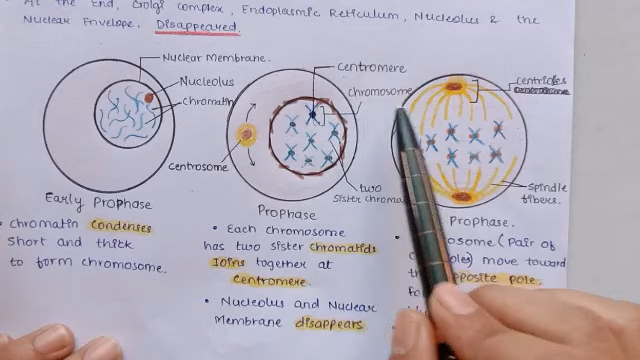 At the End, Golgi complex, Endoplasmic Reticulum, Nucleolus & the
Nuclear Envelope. Disappeared.
Nuclear Membrane.
Nucleolus
chromatin
Early Prophase
• chromatin condenses
short and thick
to form chromosome.
centromere
chromosome
centrosome
two
sister
Prophase
• Each chromosome
has two sister chromatids
Joins together at
centromere.
• Nucleolus and Nuclear
Membrane disappears
centrioles
spindle
fibers.
Prophase.
(pair of
move toward
opposite pole.